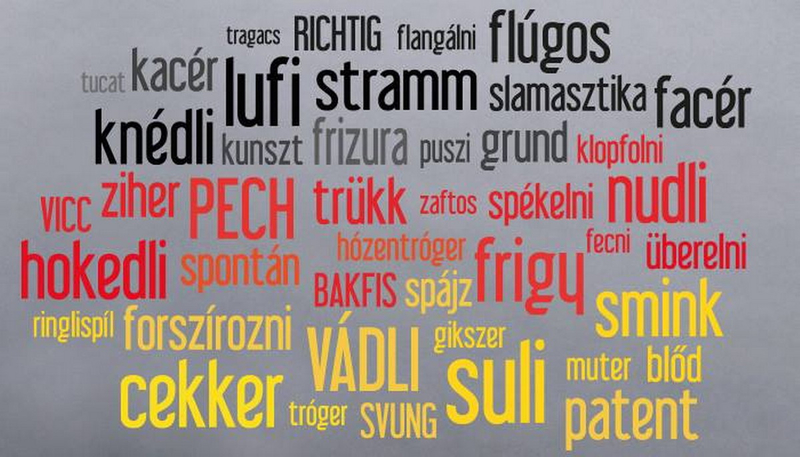 tragacs RICHTIG flangálni flúgos
tucat kacér lufi stramm slamasztika facér
knédli kunszt frizura puszi grund klopfolni
VICC ziher PECH trükk zaftos spékelni nudli
hokedli spontán hózentróger frigy fecni überelni
BAKFIS spájz smink
ringlispíl forszírozni VÁDLI gikszer
cekker tróger SVUNG suli muter blőd
patent